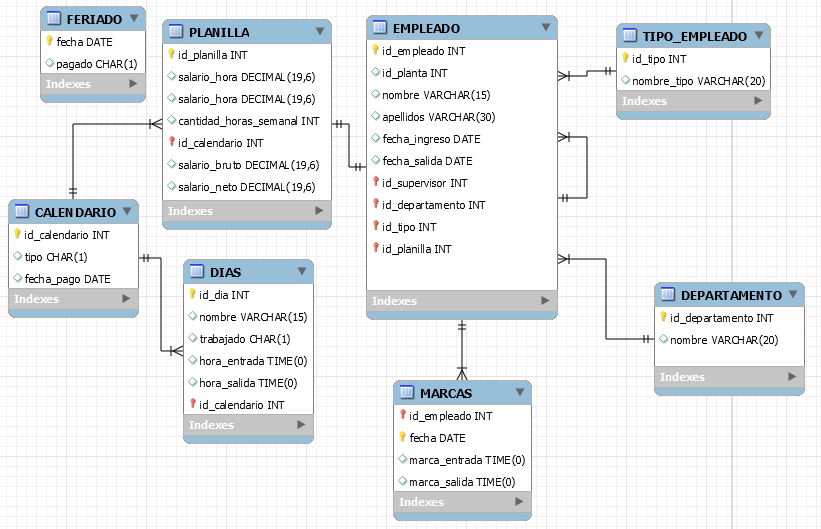 FERIADO
fecha DATE
pagado CHAR(1)
Indexes
PLANILLA
id_planilla INT
salario_hora DECIMAL(19,6)
salario_hora DECIMAL(19,6)
cantidad_horas_semanal INT
id_calendario INT
salario_bruto DECIMAL(19,6)
salario_neto DECIMAL(19,6)
Indexes
EMPLEADO
id_empleado INT
id_planta INT
nombre VARCHAR(15)
apellidos VARCHAR(30)
fecha_ingreso DATE
fecha_salida DATE
id_supervisor INT
id_departamento INT
id_tipo INT
id_planilla INT
Indexes
TIPO_EMPLEADO
id_tipo INT
nombre_tipo VARCHAR(20)
Indexes
CALENDARIO
id_calendario INT
tipo CHAR(1)
fecha_pago DATE
Indexes
DIAS
id_dia INT
nombre VARCHAR(15)
trabajado CHAR(1)
hora_entrada TIME(0)
hora_salida TIME(0)
id_calendario INT
Indexes
DEPARTAMENTO
id_departamento INT
nombre VARCHAR(20)
Indexes
MARCAS
id_empleado INT
fecha DATE
marca_entrada TIME(0)
marca_salida TIME(0)
Indexes